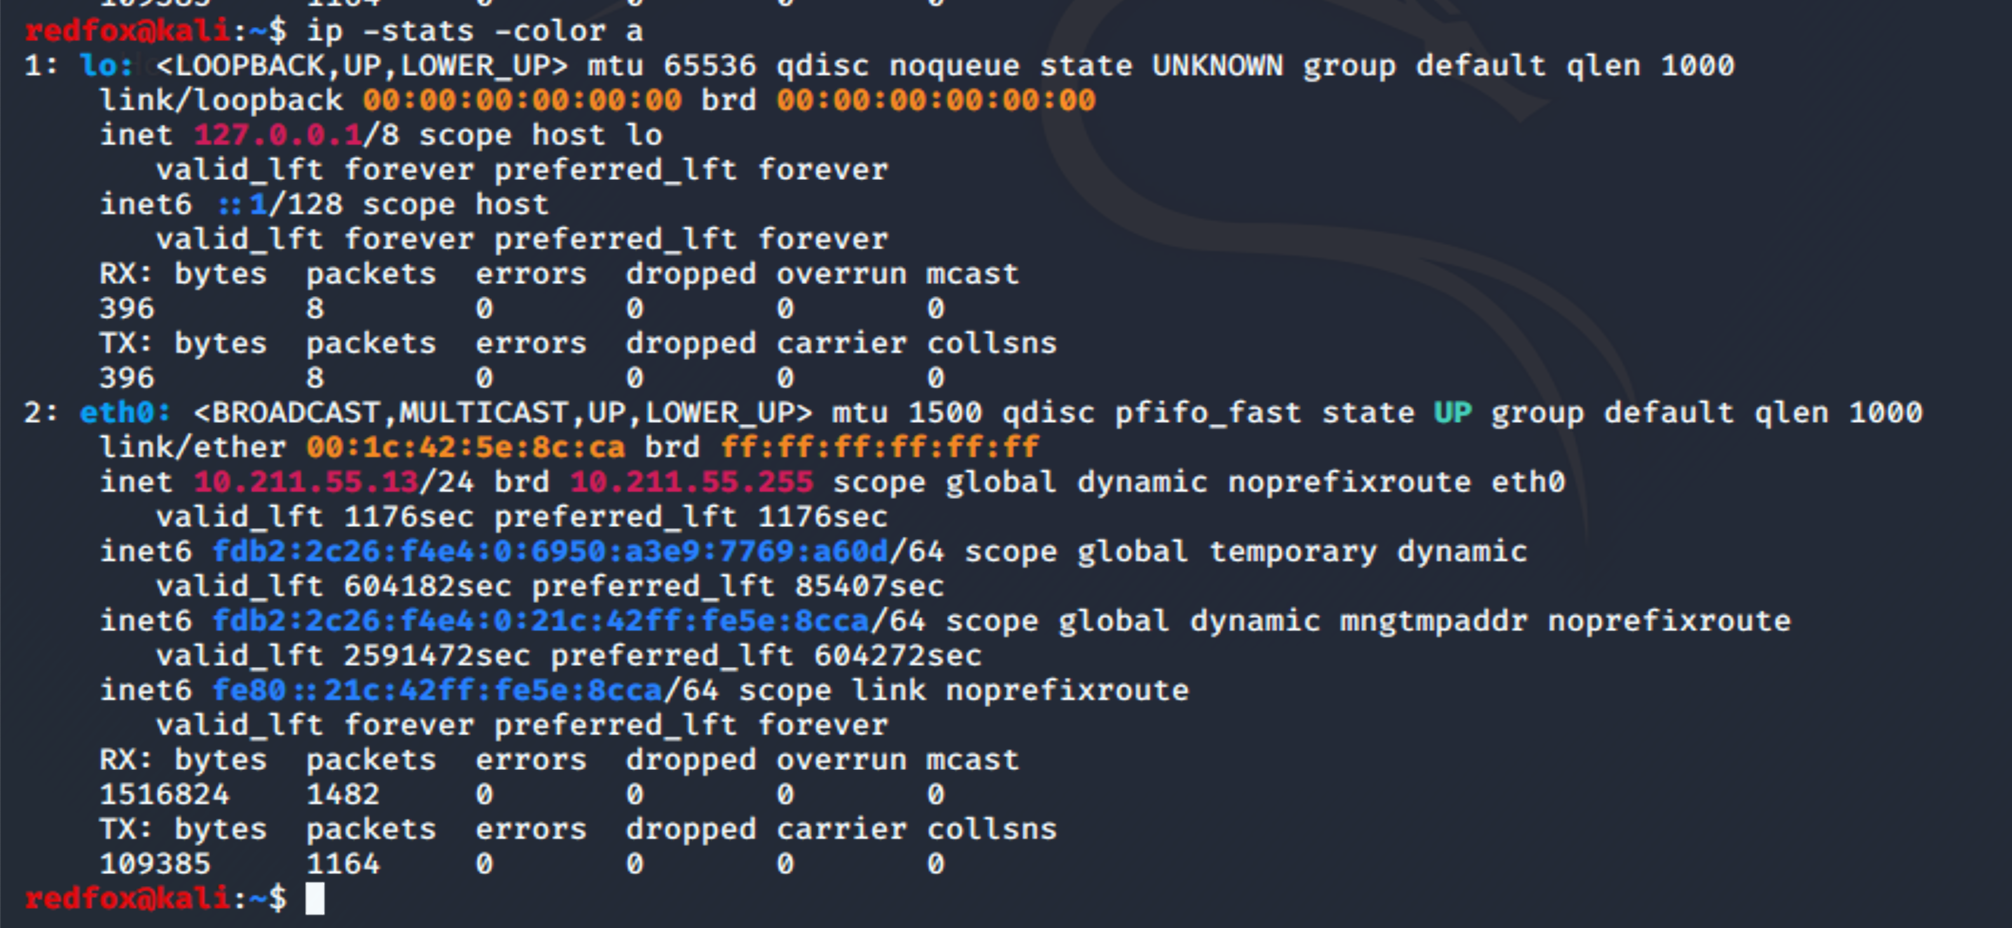 109385     1164     0       0       0       0
redfox@kali:~$ ip -stats -color a
1: lo: <LOOPBACK,UP,LOWER_UP> mtu 65536 qdisc noqueue state UNKNOWN group default qlen 1000
    link/loopback 00:00:00:00:00:00 brd 00:00:00:00:00:00
    inet 127.0.0.1/8 scope host lo
       valid_lft forever preferred_lft forever
    inet6 ::1/128 scope host
       valid_lft forever preferred_lft forever
    RX: bytes  packets  errors  dropped overrun mcast
    396        8        0       0       0       0
    TX: bytes  packets  errors  dropped carrier collsns
    396        8        0       0       0       0
2: eth0: <BROADCAST,MULTICAST,UP,LOWER_UP> mtu 1500 qdisc pfifo_fast state UP group default qlen 1000
    link/ether 00:1c:42:5e:8c:ca brd ff:ff:ff:ff:ff:ff
    inet 10.211.55.13/24 brd 10.211.55.255 scope global dynamic noprefixroute eth0
       valid_lft 1176sec preferred_lft 1176sec
    inet6 fdb2:2c26:f4e4:0:6950:a3e9:7769:a60d/64 scope global temporary dynamic
       valid_lft 604182sec preferred_lft 85407sec
    inet6 fdb2:2c26:f4e4:0:21c:42ff:fe5e:8cca/64 scope global dynamic mngtmpaddr noprefixroute
       valid_lft 2591472sec preferred_lft 604272sec
    inet6 fe80::21c:42ff:fe5e:8cca/64 scope link noprefixroute
       valid_lft forever preferred_lft forever
    RX: bytes  packets  errors  dropped overrun mcast
    1516824    1482     0       0       0       0
    TX: bytes  packets  errors  dropped carrier collsns
    109385     1164     0       0       0       0
redfox@kali:~$